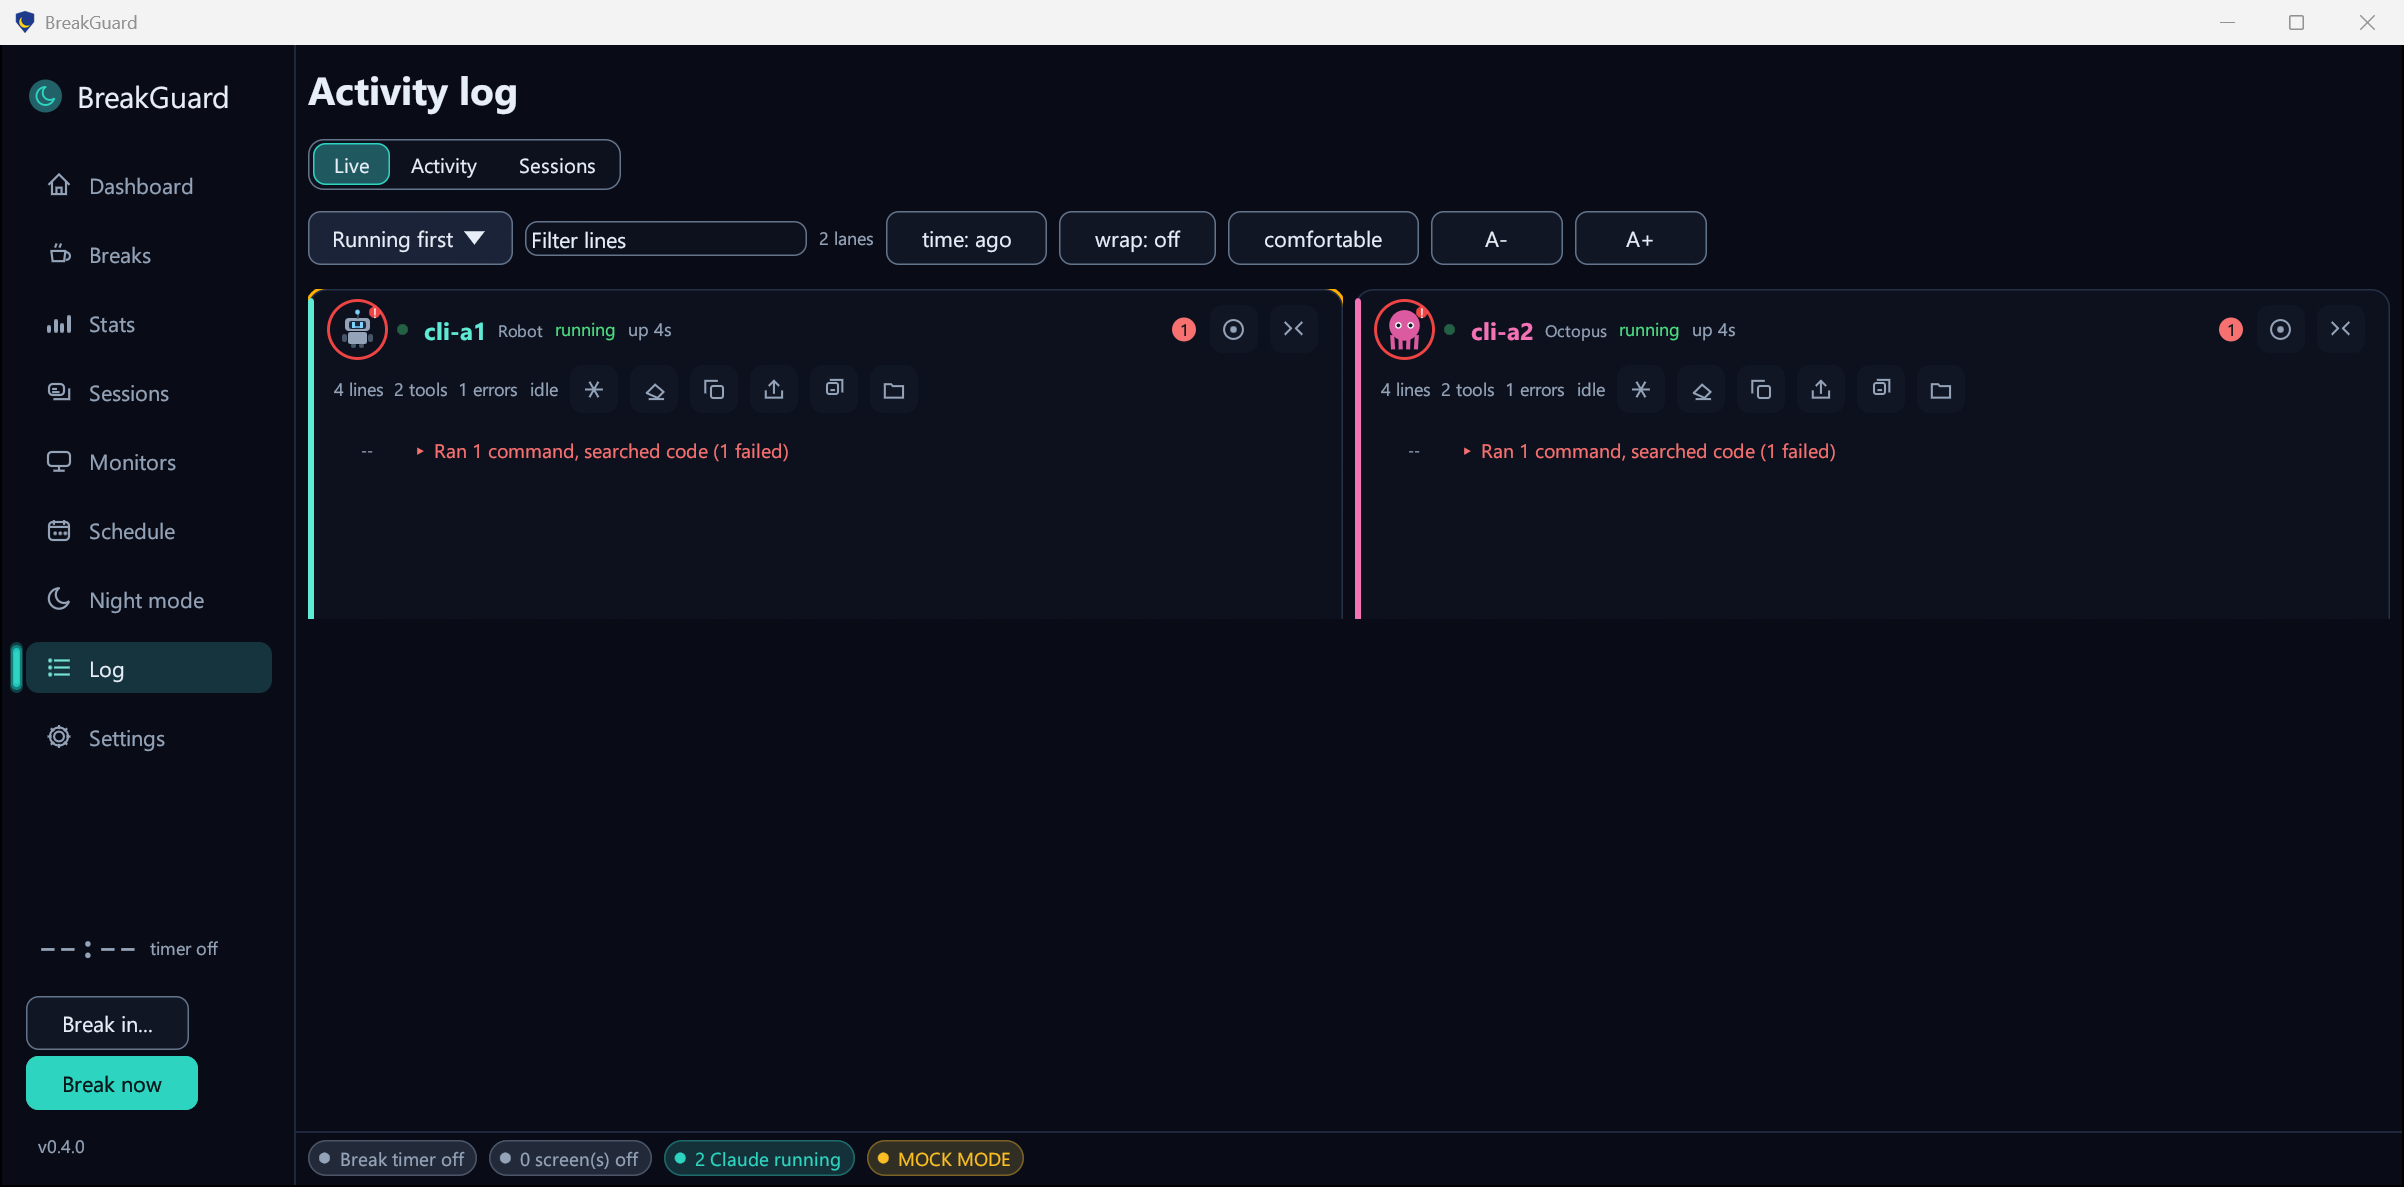 BreakGuard
BreakGuard
Dashboard
Breaks
Stats
Sessions
Monitors
Schedule
Night mode
Log
Settings
--:-- timer off
Break in...
Break now
v0.4.0
Activity log
Live Activity Sessions
Running first Filter lines 2 lanes time: ago wrap: off comfortable A- A+
cli-a1 Robot running up 4s 1
4 lines 2 tools 1 errors idle
-- Ran 1 command, searched code (1 failed)
cli-a2 Octopus running up 4s 1
4 lines 2 tools 1 errors idle
-- Ran 1 command, searched code (1 failed)
Break timer off 0 screen(s) off 2 Claude running MOCK MODE